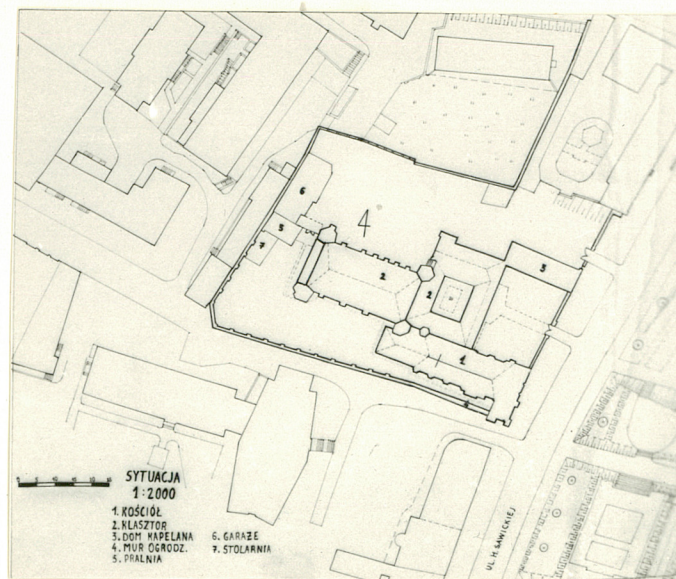 6
5
7
4
2
2
3
1
SYTUACJA
1:2000
1. KOŚCIÓŁ
2. KLASZTOR
3. DOM KAPELANA
4. MUR OGRODZ.
5. PRALNIA
6. GARAŻE
7. STOLARNIA
UL. H. SAWICKIEJ